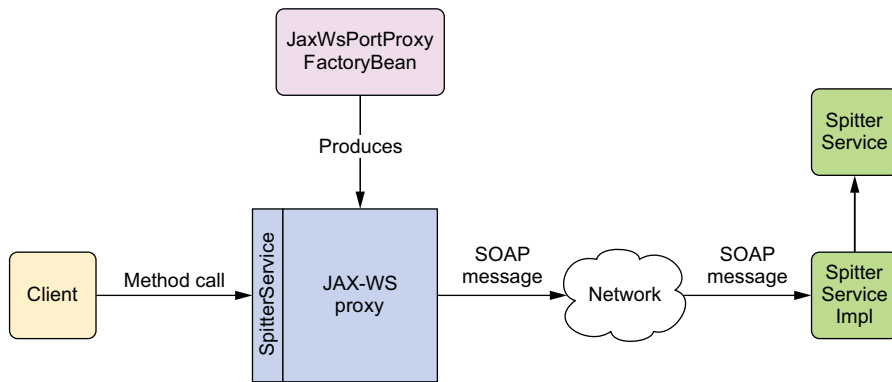 JaxWsPortProxy
FactoryBean
Produces
Spitter
Service
Client
Method call
SpitterService
JAX-WS
proxy
SOAP
message
Network
SOAP
message
Spitter
Service
Impl